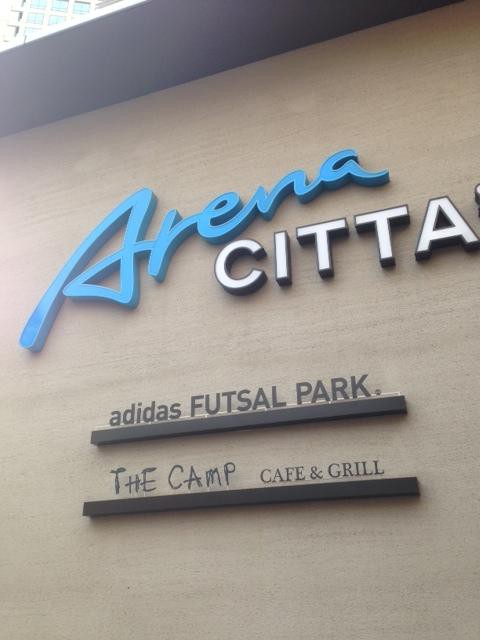 Arena
CITTA
adidas FUTSAL PARK
THE CAMP CAFE & GRILL